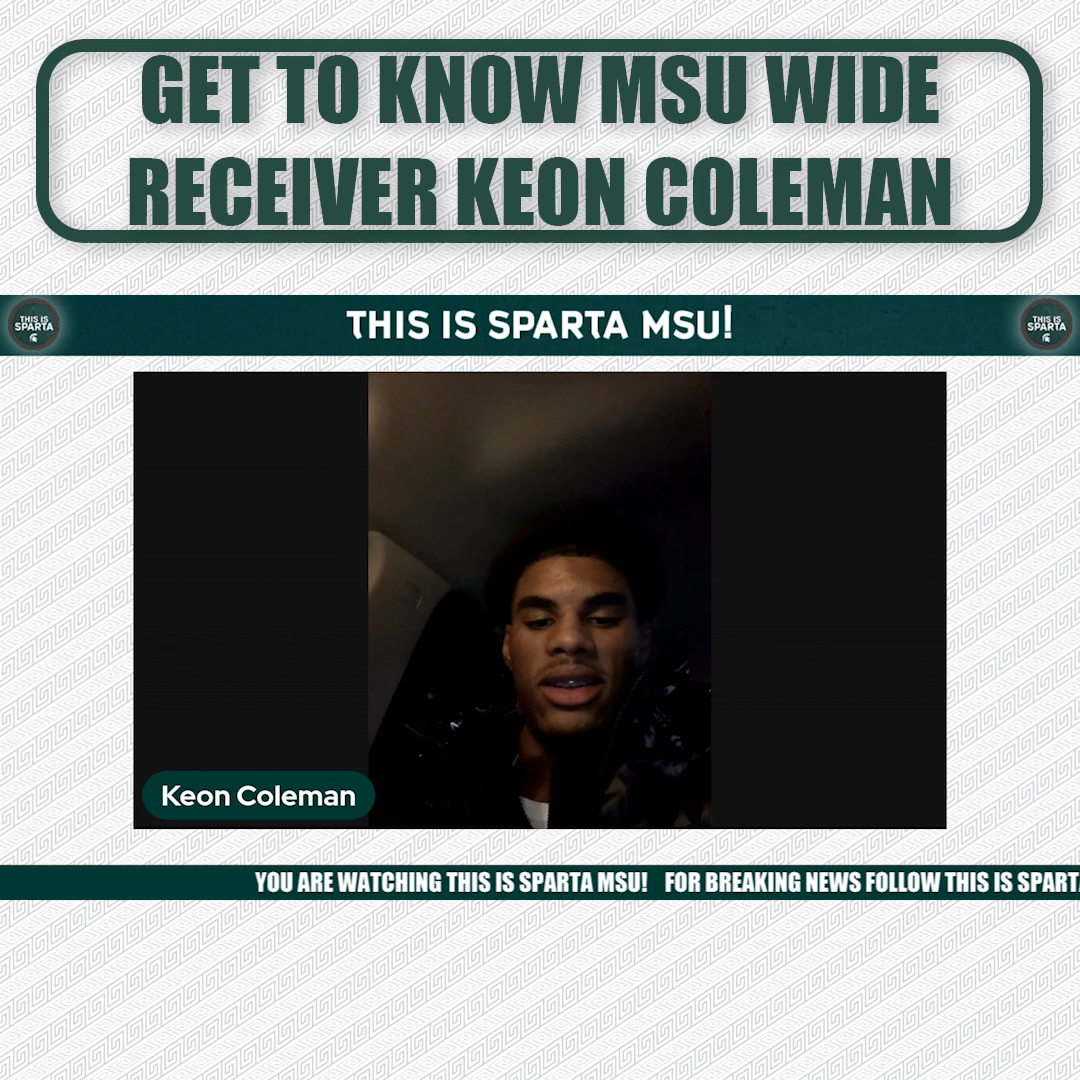 GET TO KNOW MSU WIDE
RECEIVER KEON COLEMAN
THIS IS
SPARTA
THIS IS SPARTA MSU!
THIS IS
SPARTA
Keon Coleman
YOU ARE WATCHING THIS IS SPARTA MSU! FOR BREAKING NEWS FOLLOW THIS IS SPARTA